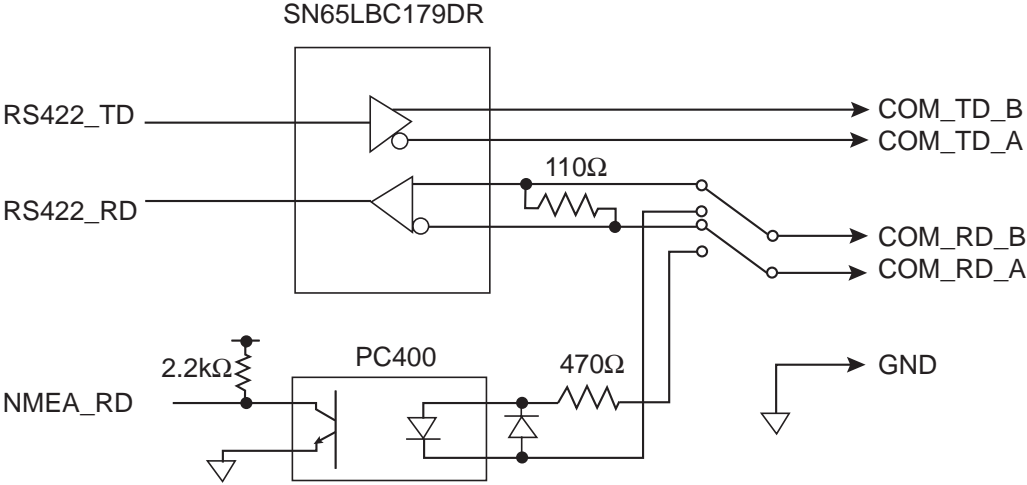 SN65LBC179DR
RS422_TD
COM_TD_B
COM_TD_A
110Ω
RS422_RD
COM_RD_B
COM_RD_A
2.2kΩ
PC400
470Ω
GND
NMEA_RD